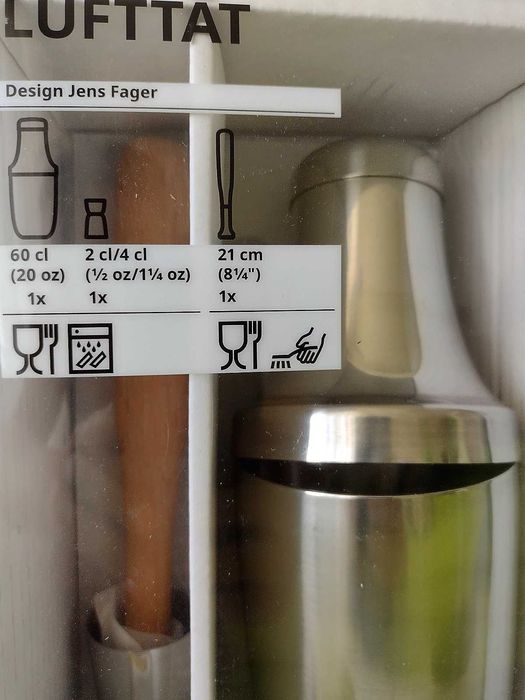 LUFTTÅT
Design Jens Fager
60 cl 2 cl/4 cl 21 cm
(20 oz) (½ oz/1¼ oz) (8¼")
1x 1x 1x